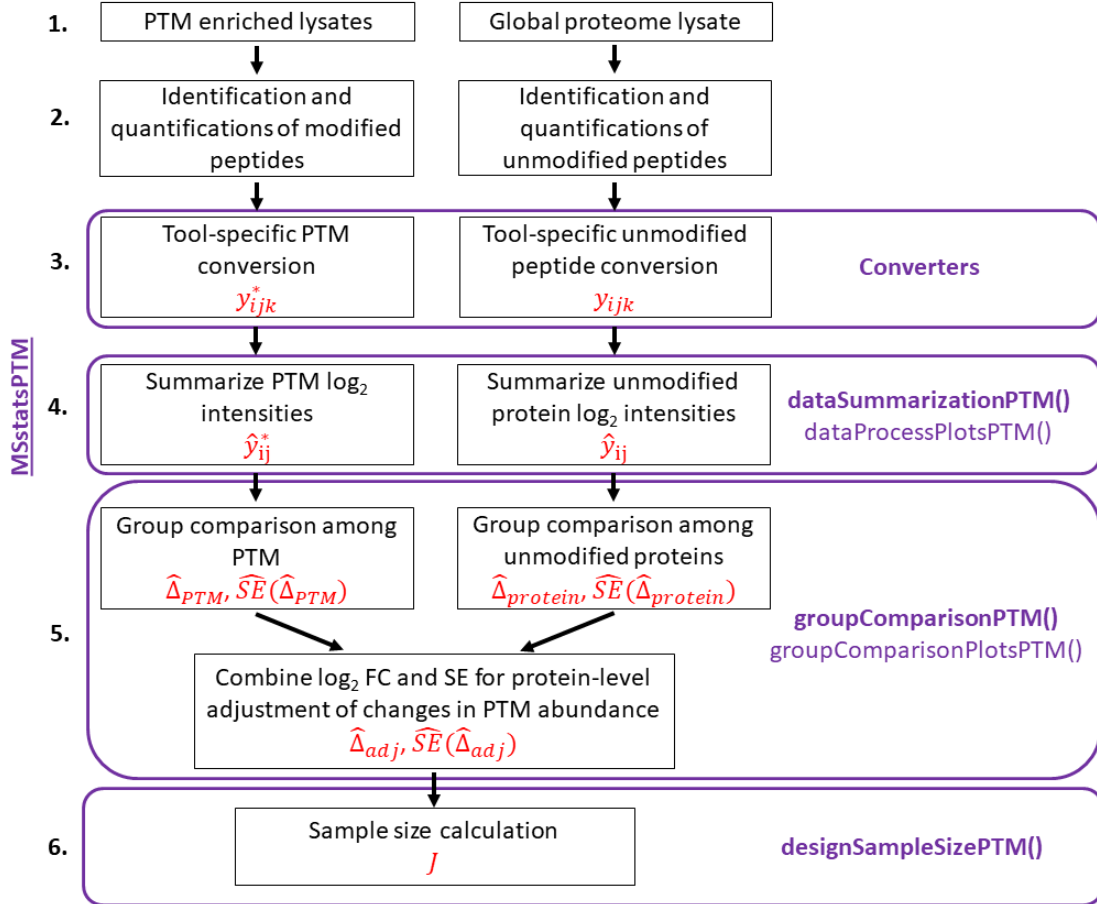 1.
PTM enriched lysates
Global proteome lysate
2.
Identification and
quantifications of modified
peptides
Identification and
quantifications of
unmodified peptides
MSstatsPTM
3.
Tool-specific PTM
conversion
y*ijk
Tool-specific unmodified
peptide conversion
yijk
Converters
4.
Summarize PTM log₂
intensities
ŷ*ij
Summarize unmodified
protein log₂ intensities
ŷij
dataSummarizationPTM()
dataProcessPlotsPTM()
5.
Group comparison among
PTM
Δ̂PTM, SÊ(Δ̂PTM)
Group comparison among
unmodified proteins
Δ̂protein, SÊ(Δ̂protein)
Combine log₂ FC and SE for protein-level
adjustment of changes in PTM abundance
Δ̂adj, SÊ(Δ̂adj)
groupComparisonPTM()
groupComparisonPlotsPTM()
6.
Sample size calculation
J
designSampleSizePTM()